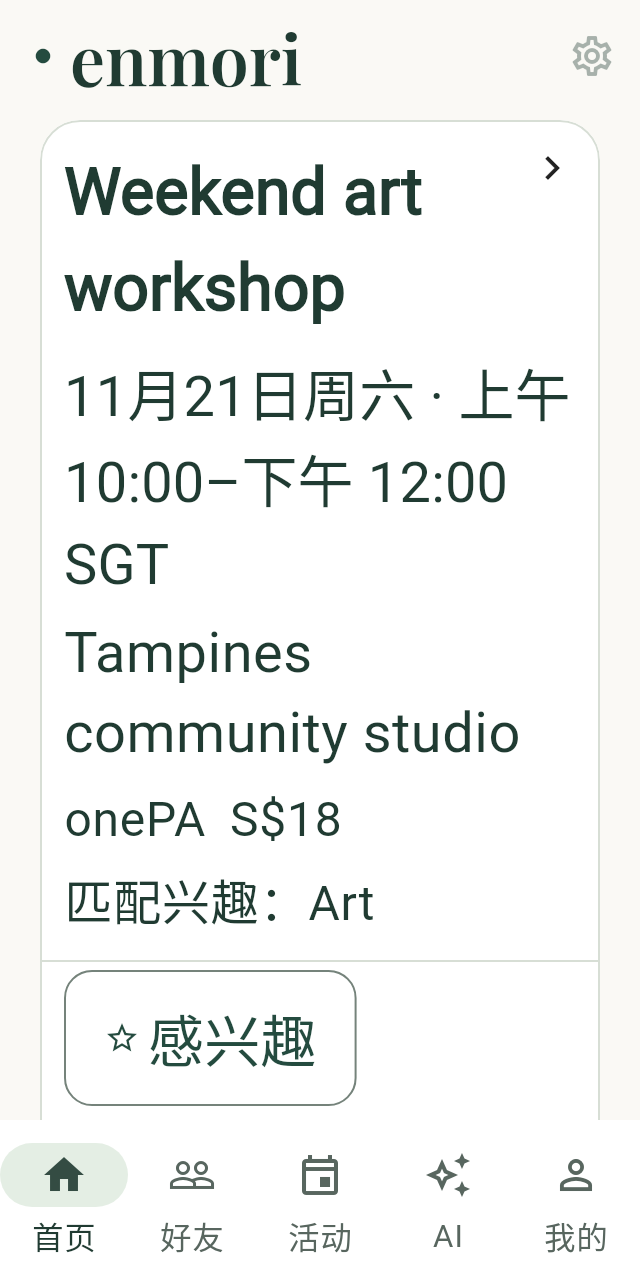 enmori
Weekend art
workshop
11月21日周六 · 上午
10:00–下午 12:00
SGT
Tampines
community studio
onePA S$18
匹配兴趣：Art
感兴趣
首页 好友 活动 AI 我的